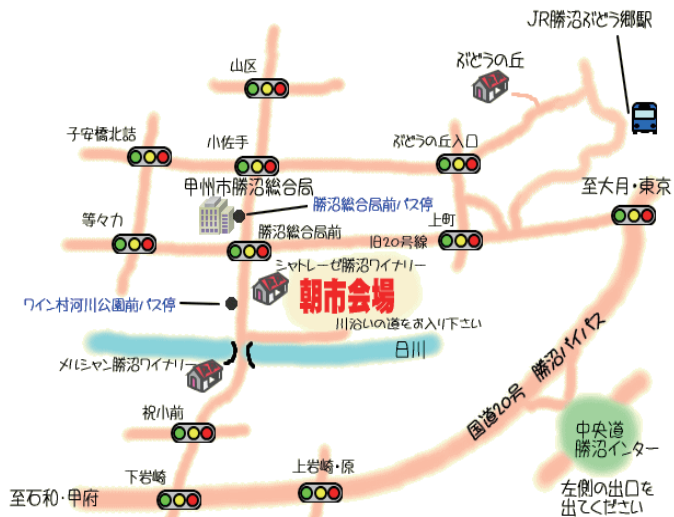 JR勝沼ぶどう郷駅
山区
ぶどうの丘
子安橋北詰
小佐手
ぶどうの丘入口
甲州市勝沼総合局
至大月・東京
勝沼総合局前バス停
等々力
勝沼総合局前
上町
旧20号線
シャトレーゼ勝沼ワイナリー
朝市会場
ワイン村河川公園前バス停
川沿いの道をお入り下さい
日川
メルシャン勝沼ワイナリー
国道20号 勝沼バイパス
祝小前
中央道
勝沼インター
上岩崎・原
下岩崎
至石和・甲府
左側の出口を
出てください